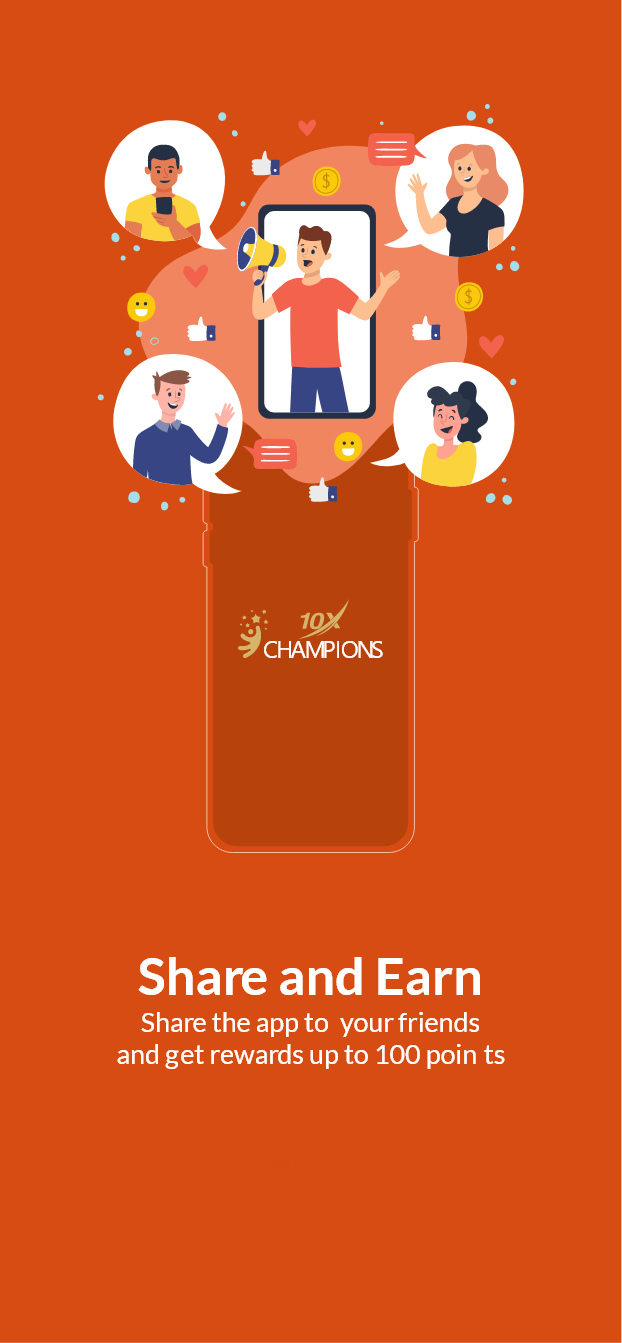 $
$
10X
CHAMPIONS
Share and Earn
Share the app to  your friends
and get rewards up to 100 poin ts